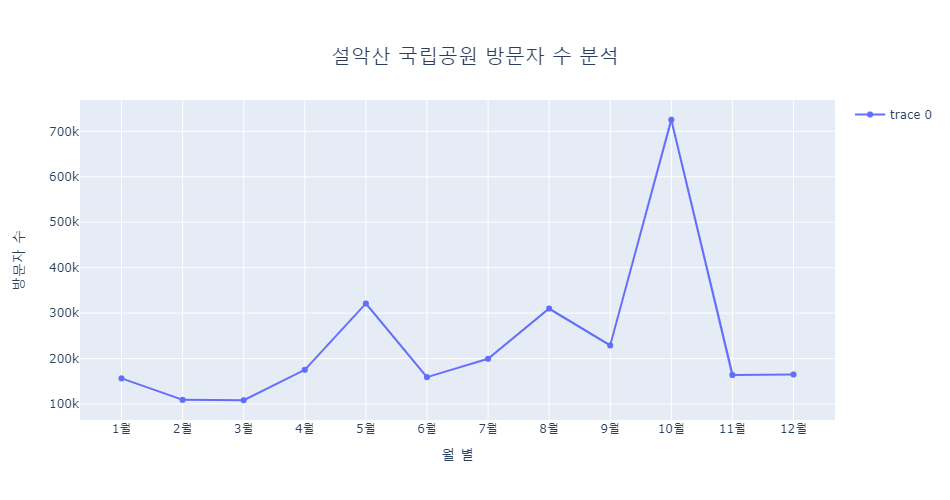 설악산 국립공원 방문자 수 분석
trace 0
방문자 수
700k
600k
500k
400k
300k
200k
100k
1월 2월 3월 4월 5월 6월 7월 8월 9월 10월 11월 12월
월 별